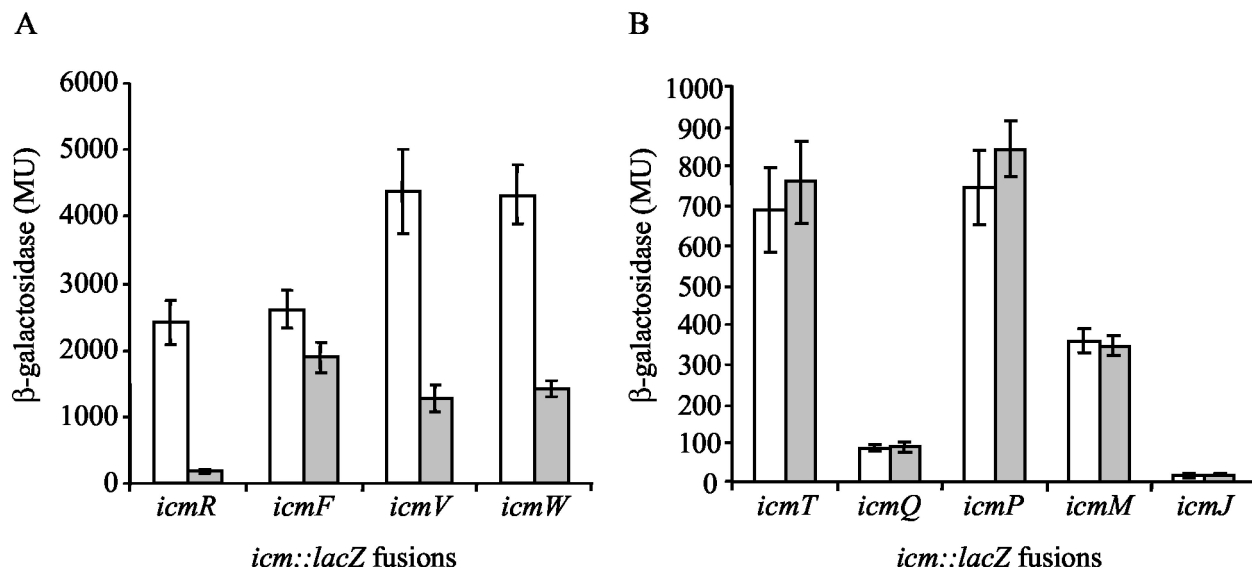 A
β-galactosidase (MU)
6000
5000
4000
3000
2000
1000
0
icmR icmF icmV icmW
icm::lacZ fusions
B
β-galactosidase (MU)
1000
900
800
700
600
500
400
300
200
100
0
icmT icmQ icmP icmM icmJ
icm::lacZ fusions